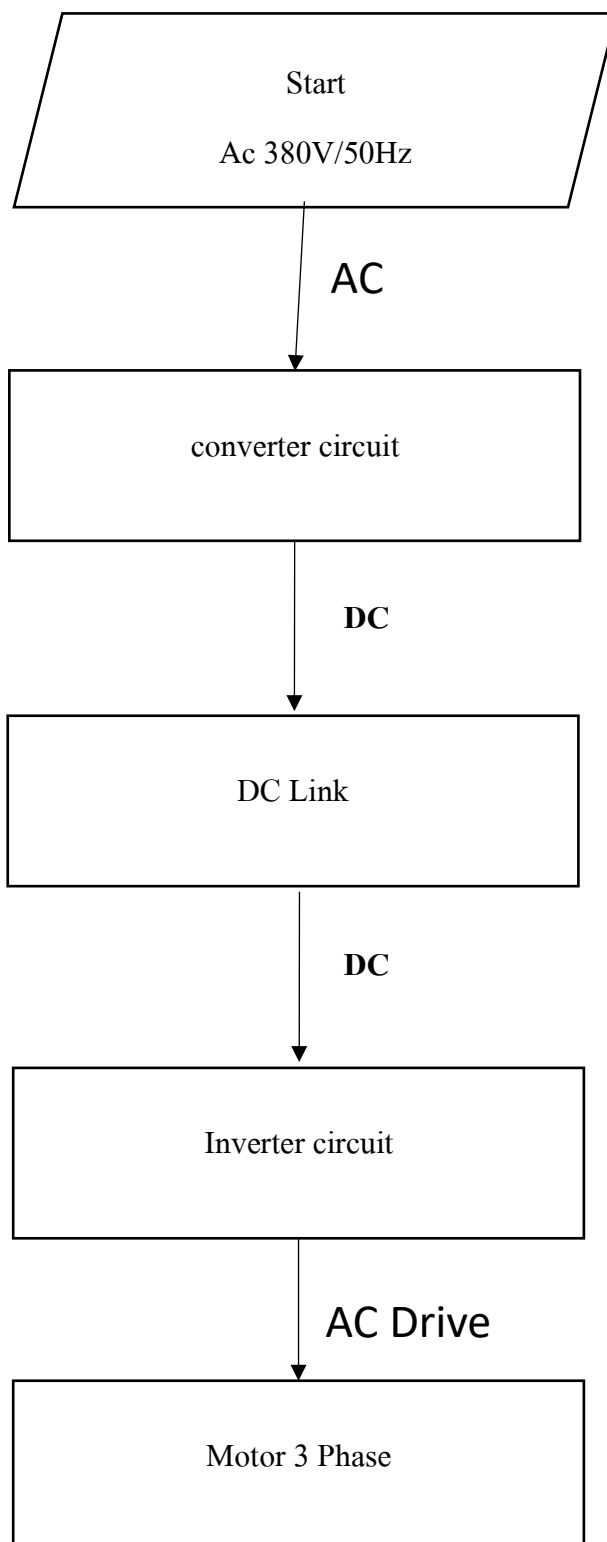 Start
Ac 380V/50Hz
AC
converter circuit
DC
DC Link
DC
Inverter circuit
AC Drive
Motor 3 Phase